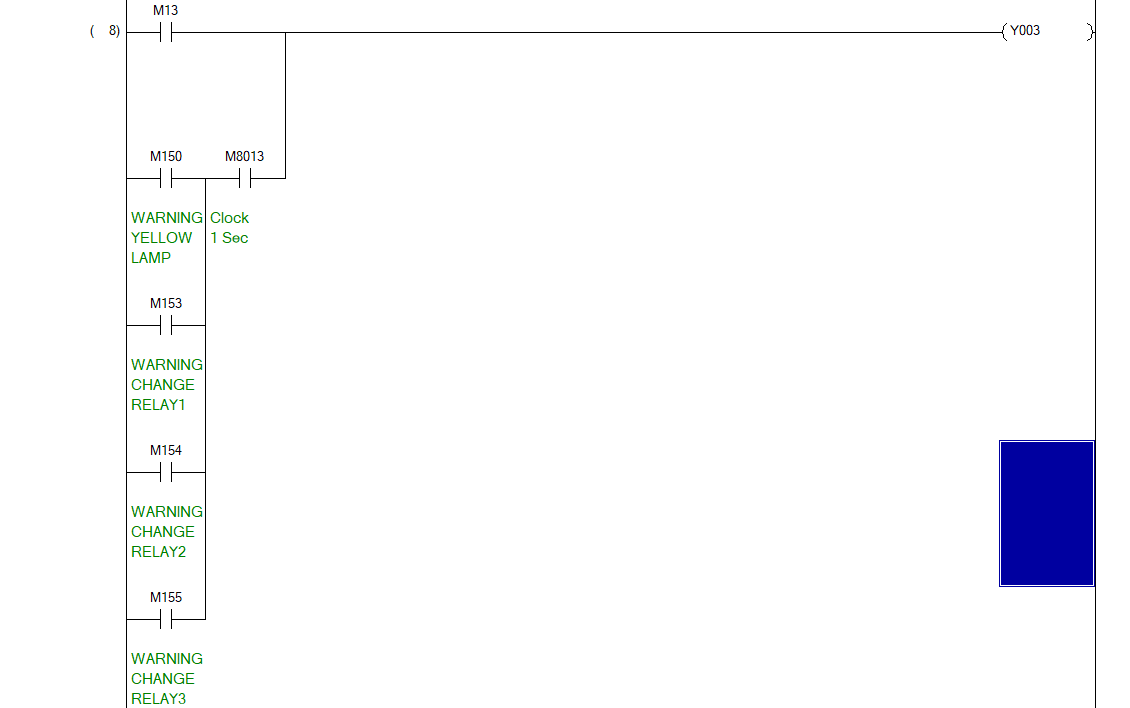 M13
( 8)
Y003
M150 M8013
WARNING Clock
YELLOW 1 Sec
LAMP
M153
WARNING
CHANGE
RELAY1
M154
WARNING
CHANGE
RELAY2
M155
WARNING
CHANGE
RELAY3